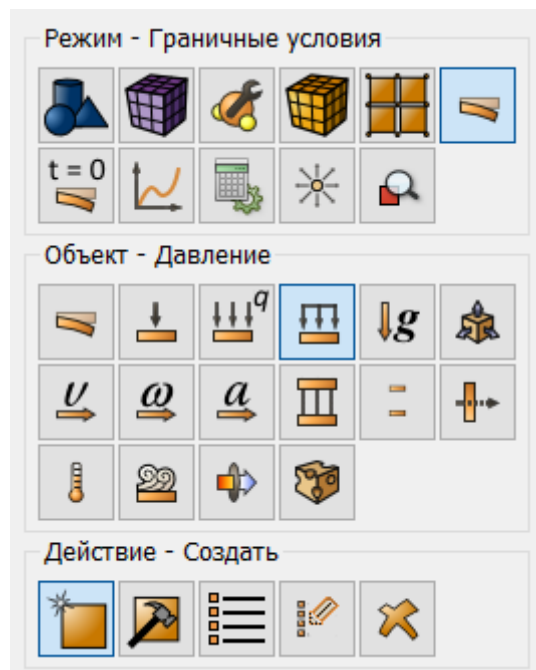 Режим - Граничные условия
t = 0
Объект - Давление
q
g
υ ω a
Действие - Создать